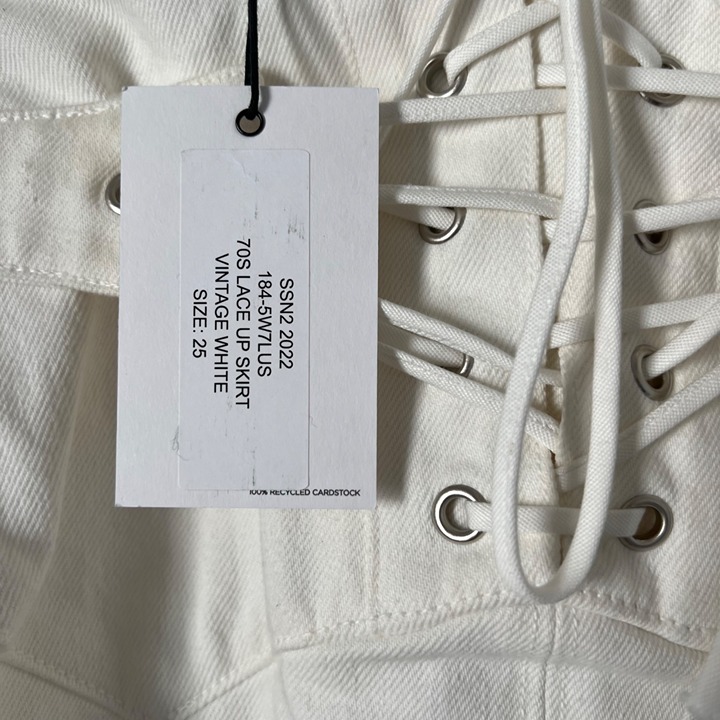 SSN2 2022
184-5W7LUS
70S LACE UP SKIRT
VINTAGE WHITE
SIZE: 25
100% RECYCLED CARDSTOCK